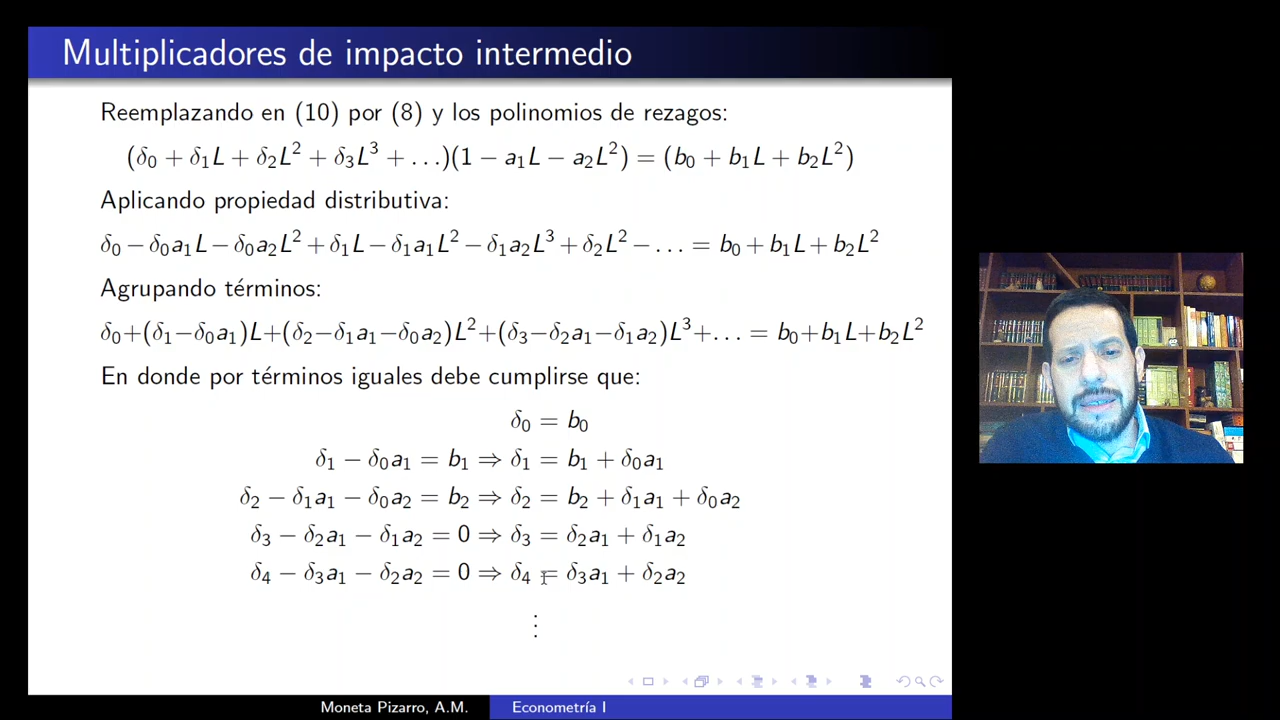 Multiplicadores de impacto intermedio
Reemplazando en (10) por (8) y los polinomios de rezagos:
(δ₀ + δ₁L + δ₂L² + δ₃L³ + ...)(1 − a₁L − a₂L²) = (b₀ + b₁L + b₂L²)
Aplicando propiedad distributiva:
δ₀ − δ₀a₁L − δ₀a₂L² + δ₁L − δ₁a₁L² − δ₁a₂L³ + δ₂L² − ... = b₀ + b₁L + b₂L²
Agrupando términos:
δ₀+(δ₁−δ₀a₁)L+(δ₂−δ₁a₁−δ₀a₂)L²+(δ₃−δ₂a₁−δ₁a₂)L³+... = b₀+b₁L+b₂L²
En donde por términos iguales debe cumplirse que:
δ₀ = b₀
δ₁ − δ₀a₁ = b₁ ⇒ δ₁ = b₁ + δ₀a₁
δ₂ − δ₁a₁ − δ₀a₂ = b₂ ⇒ δ₂ = b₂ + δ₁a₁ + δ₀a₂
δ₃ − δ₂a₁ − δ₁a₂ = 0 ⇒ δ₃ = δ₂a₁ + δ₁a₂
δ₄ − δ₃a₁ − δ₂a₂ = 0 ⇒ δ₄ = δ₃a₁ + δ₂a₂
⋮
Moneta Pizarro, A.M. Econometría I